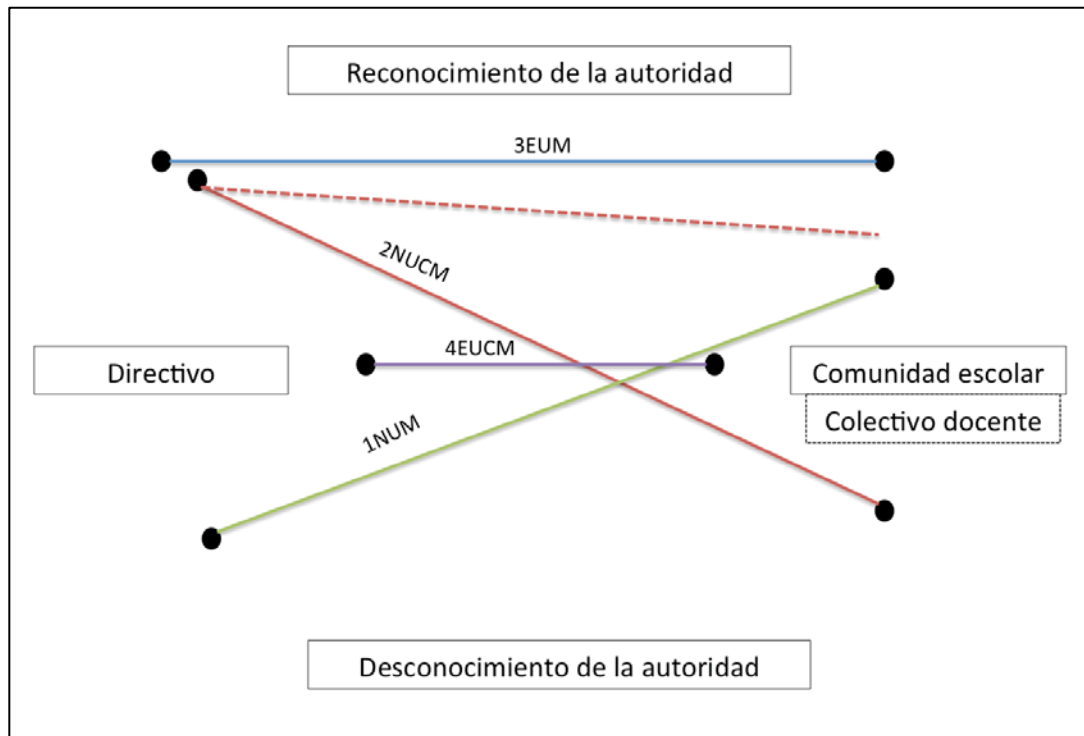 Reconocimiento de la autoridad
3EUM
2NUCM
4EUCM
Directivo
Comunidad escolar
Colectivo docente
1NUM
Desconocimiento de la autoridad